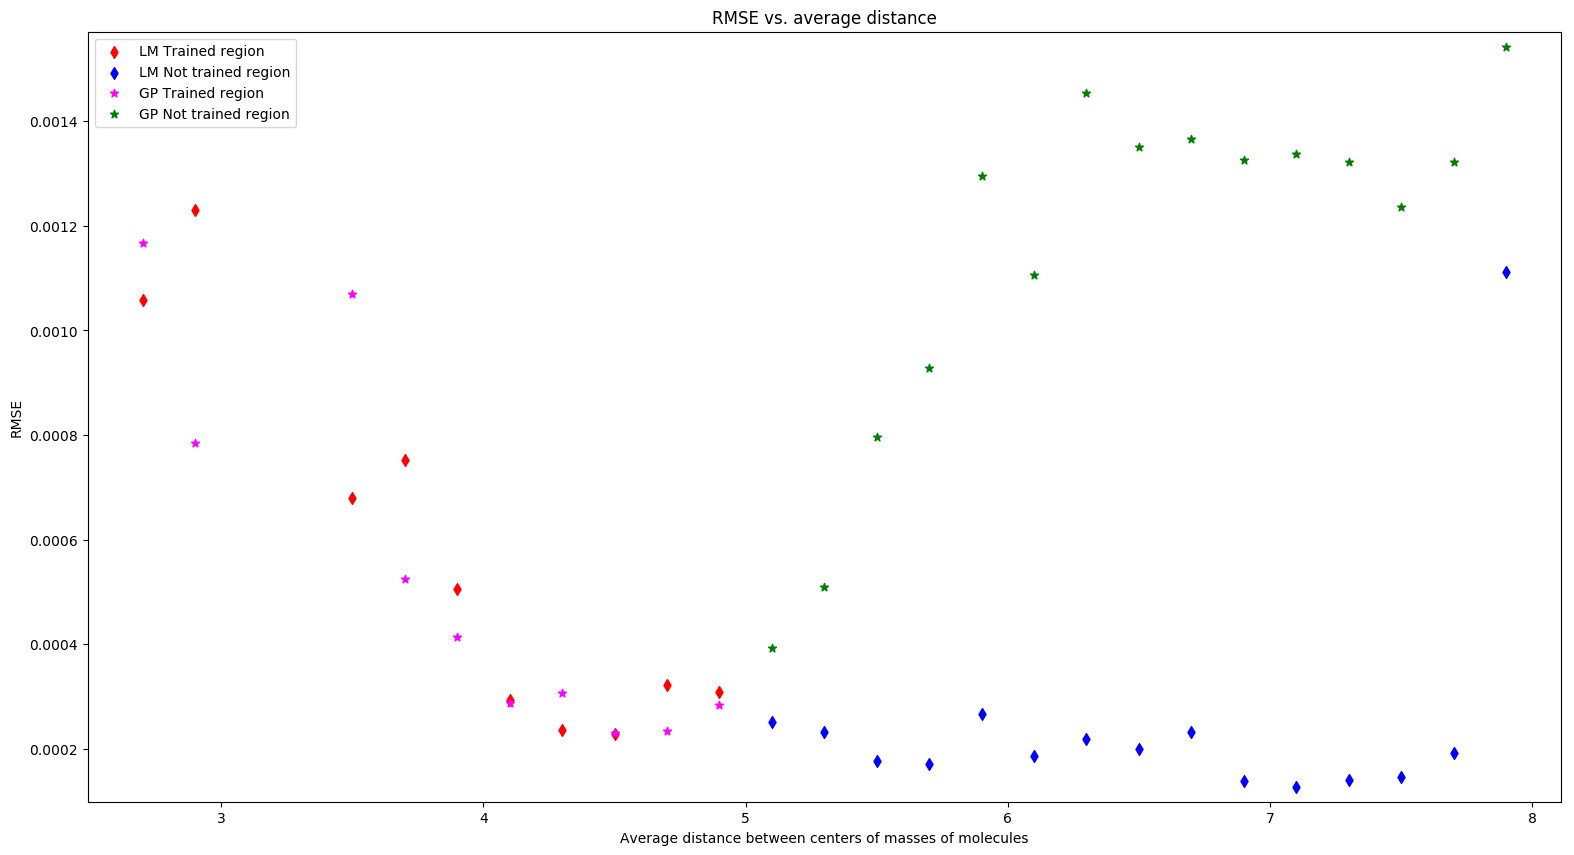 RMSE vs. average distance
LM Trained region
LM Not trained region
GP Trained region
GP Not trained region
0.0014
0.0012
0.0010
0.0008
0.0006
0.0004
0.0002
RMSE
3 4 5 6 7 8
Average distance between centers of masses of molecules